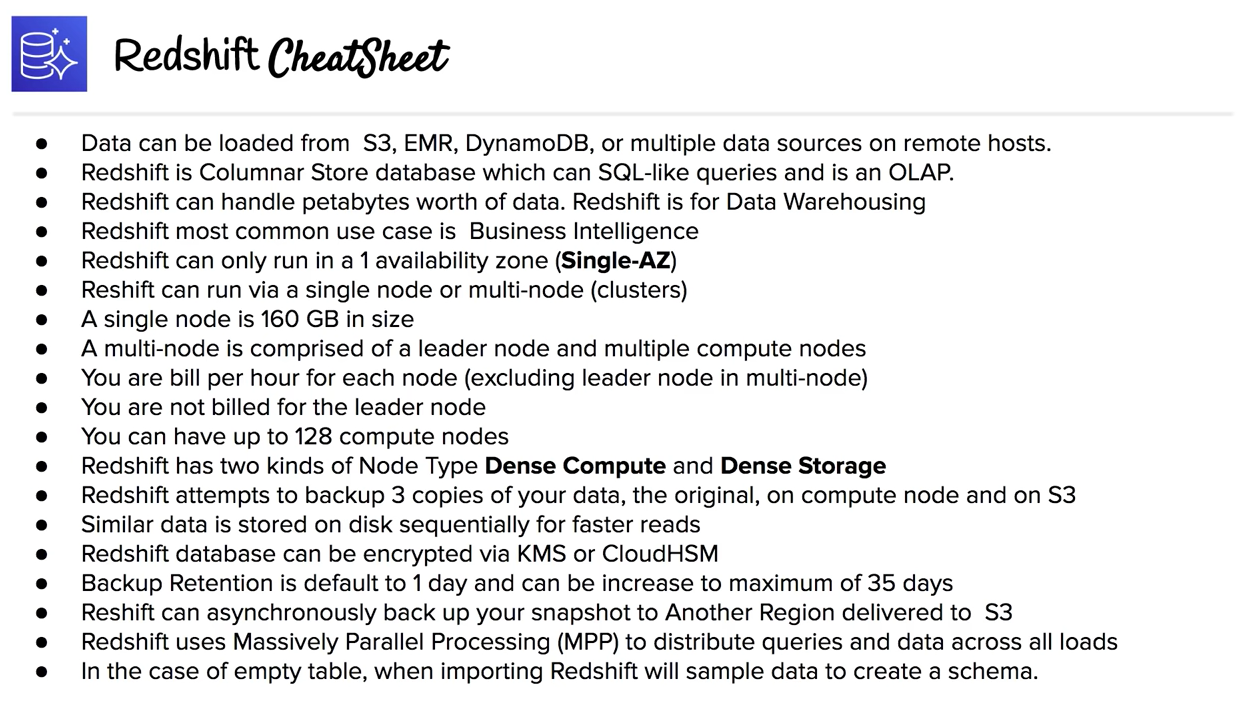 Redshift CheatSheet
● Data can be loaded from  S3, EMR, DynamoDB, or multiple data sources on remote hosts.
● Redshift is Columnar Store database which can SQL-like queries and is an OLAP.
● Redshift can handle petabytes worth of data. Redshift is for Data Warehousing
● Redshift most common use case is  Business Intelligence
● Redshift can only run in a 1 availability zone (Single-AZ)
● Reshift can run via a single node or multi-node (clusters)
● A single node is 160 GB in size
● A multi-node is comprised of a leader node and multiple compute nodes
● You are bill per hour for each node (excluding leader node in multi-node)
● You are not billed for the leader node
● You can have up to 128 compute nodes
● Redshift has two kinds of Node Type Dense Compute and Dense Storage
● Redshift attempts to backup 3 copies of your data, the original, on compute node and on S3
● Similar data is stored on disk sequentially for faster reads
● Redshift database can be encrypted via KMS or CloudHSM
● Backup Retention is default to 1 day and can be increase to maximum of 35 days
● Reshift can asynchronously back up your snapshot to Another Region delivered to  S3
● Redshift uses Massively Parallel Processing (MPP) to distribute queries and data across all loads
● In the case of empty table, when importing Redshift will sample data to create a schema.